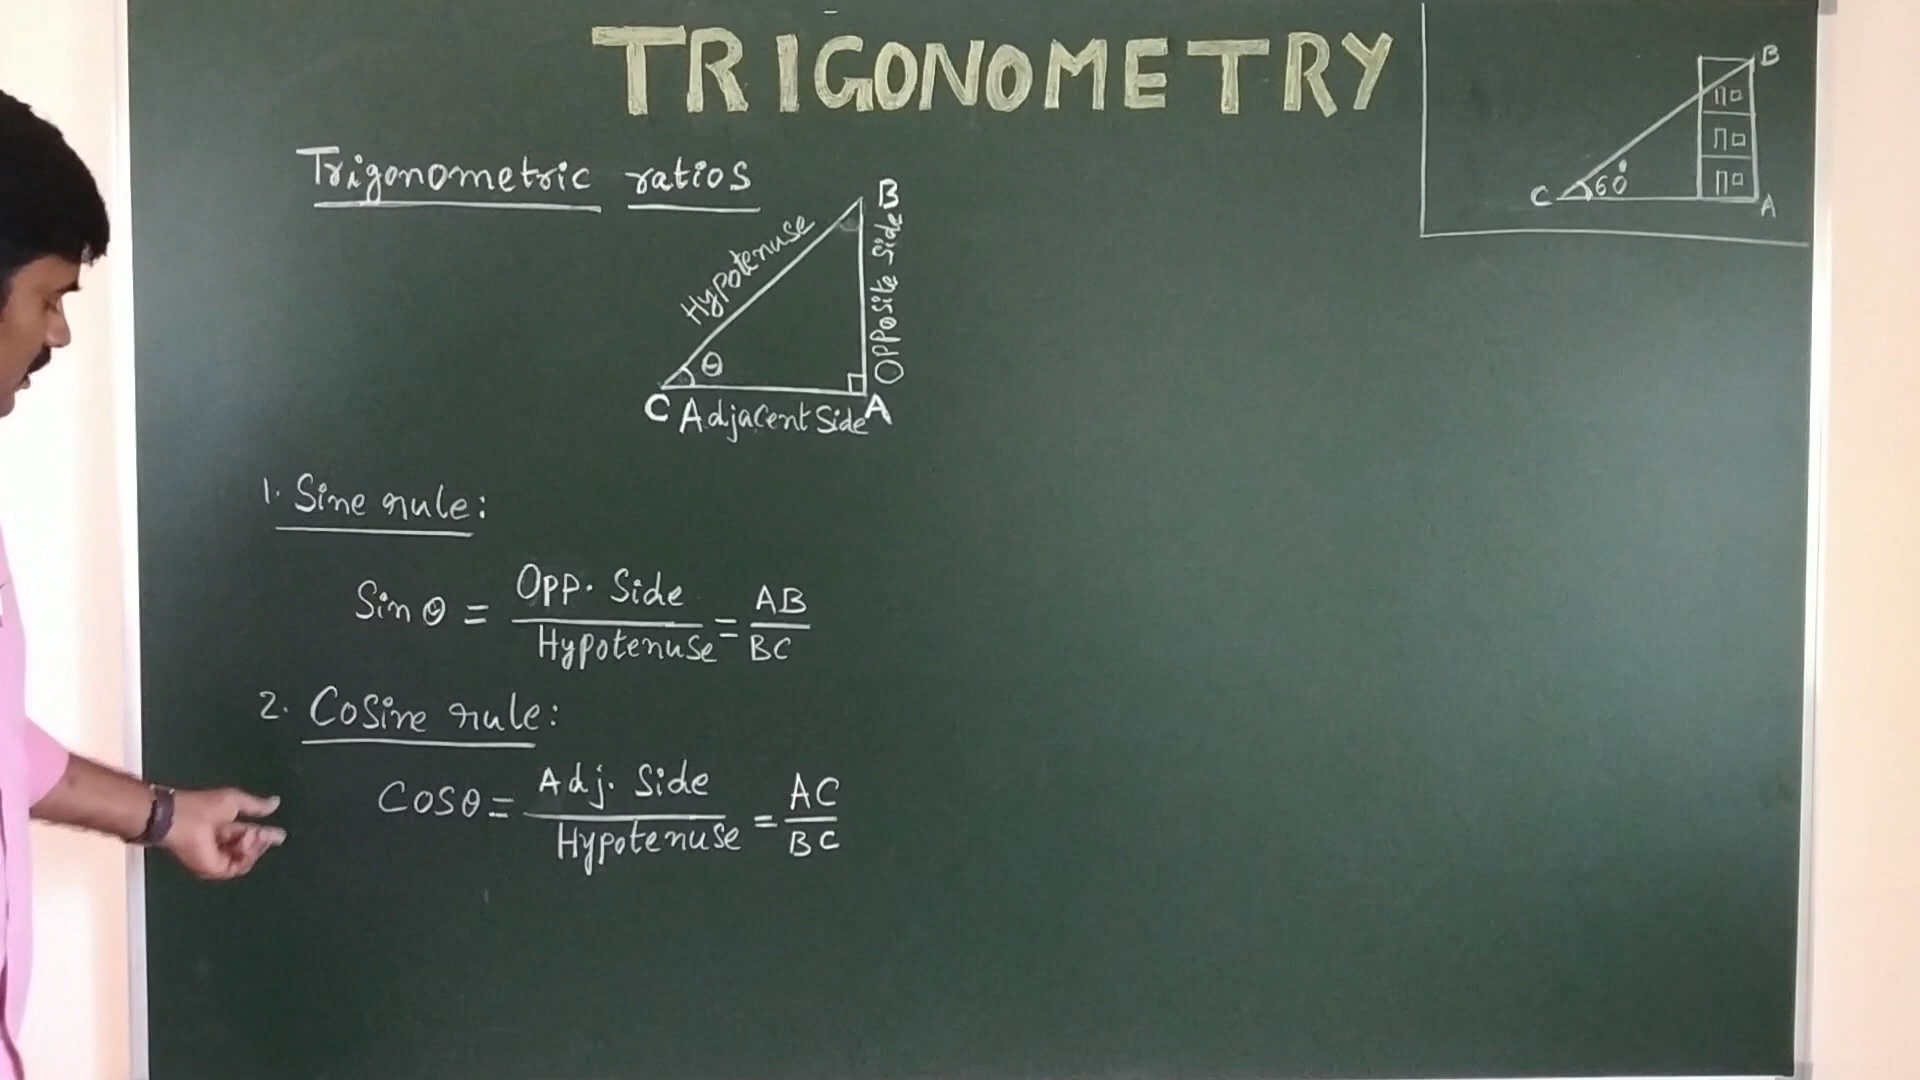 TRIGONOMETRY
Trigonometric ratios
B
Hypotenuse
Opposite Side
θ
C Adjacent Side A
1. Sine rule:
Sin θ = Opp. Side / Hypotenuse = AB / BC
2. Cosine rule:
Cos θ = Adj. Side / Hypotenuse = AC / BC
B
C 60° A